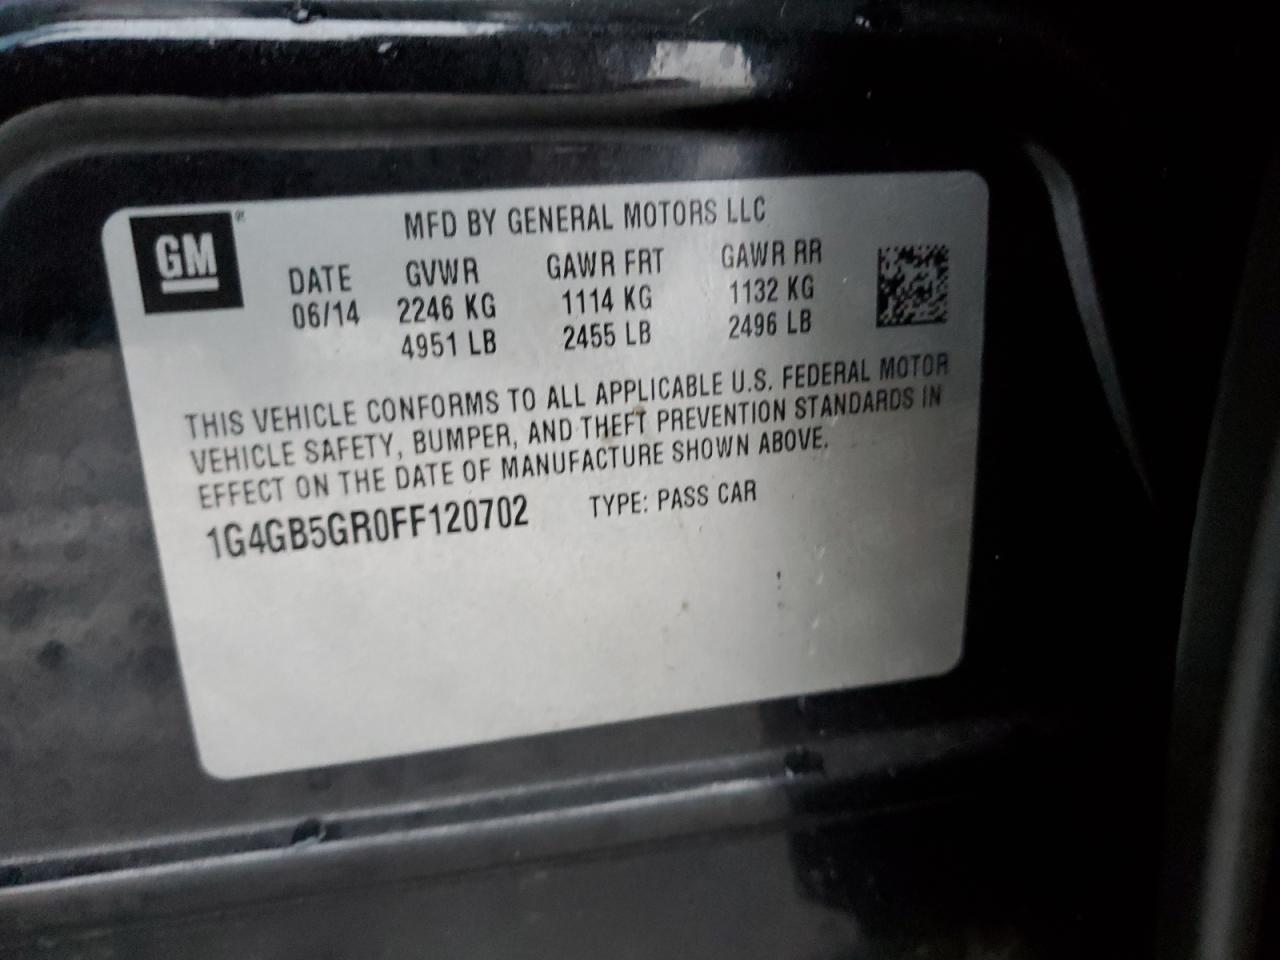 GM®
MFD BY GENERAL MOTORS LLC
DATE GVWR GAWR FRT GAWR RR
06/14 2246 KG 1114 KG 1132 KG
4951 LB 2455 LB 2496 LB
THIS VEHICLE CONFORMS TO ALL APPLICABLE U.S. FEDERAL MOTOR
VEHICLE SAFETY, BUMPER, AND THEFT PREVENTION STANDARDS IN
EFFECT ON THE DATE OF MANUFACTURE SHOWN ABOVE.
1G4GB5GR0FF120702 TYPE: PASS CAR